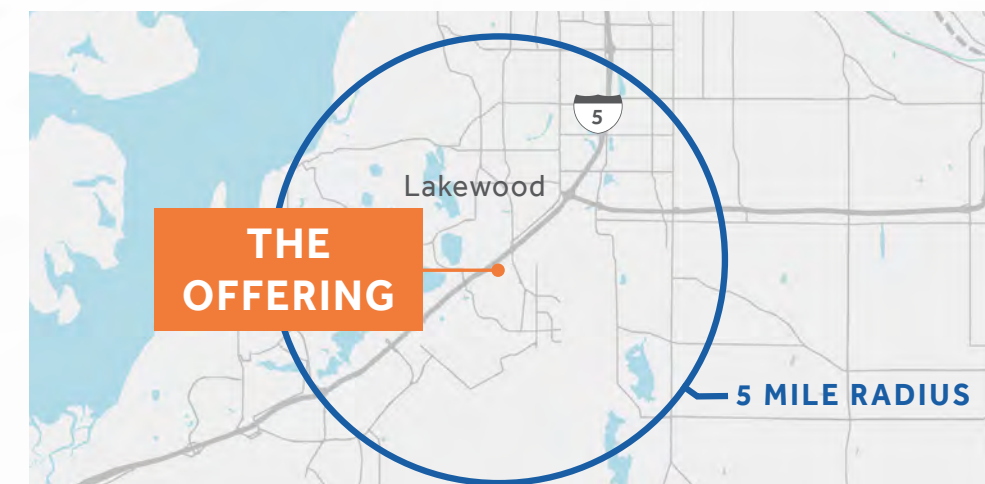 5
Lakewood
THE
OFFERING
5 MILE RADIUS